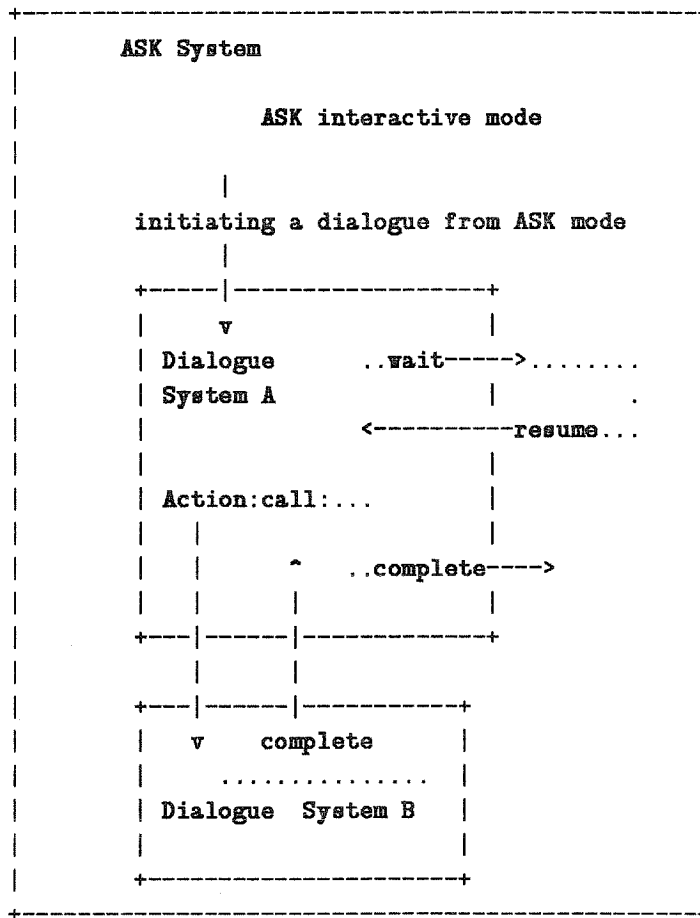 ASK System
ASK interactive mode
initiating a dialogue from ASK mode
v
Dialogue ..wait----->........
System A .
<----------resume...
Action:call:...
^ ..complete---->
v complete
...............
Dialogue System B